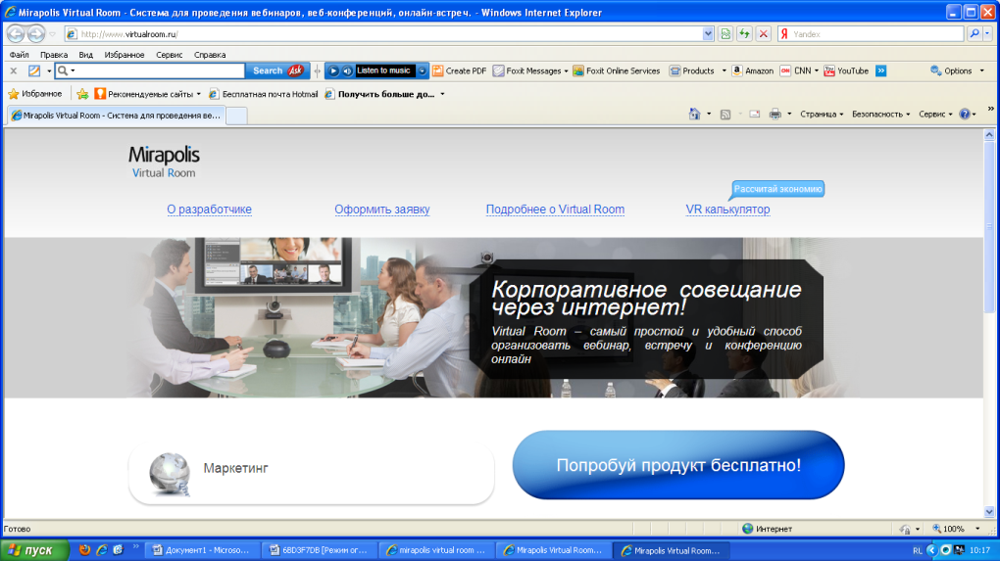 Mirapolis Virtual Room - Система для проведения вебинаров, веб-конференций, онлайн-встреч. - Windows Internet Explorer
http://www.virtualroom.ru/
Yandex
Файл Правка Вид Избранное Сервис Справка
Search Ask Listen to music Create PDF Foxit Messages Foxit Online Services Products Amazon CNN YouTube Options
Избранное Рекомендуемые сайты Бесплатная почта Hotmail Получить больше до...
Mirapolis Virtual Room - Система для проведения ве... Страница Безопасность Сервис
Mirapolis
Virtual Room
Рассчитай экономию
О разработчике Оформить заявку Подробнее о Virtual Room VR калькулятор
Корпоративное совещание
через интернет!
Virtual Room – самый простой и удобный способ
организовать вебинар, встречу и конференцию
онлайн
Маркетинг
Попробуй продукт бесплатно!
Готово Интернет 100%
пуск Документ1 - Microso... 6BD3F7DB [Режим ог... mirapolis virtual room ... Mirapolis Virtual Room... Mirapolis Virtual Room... RL 10:17